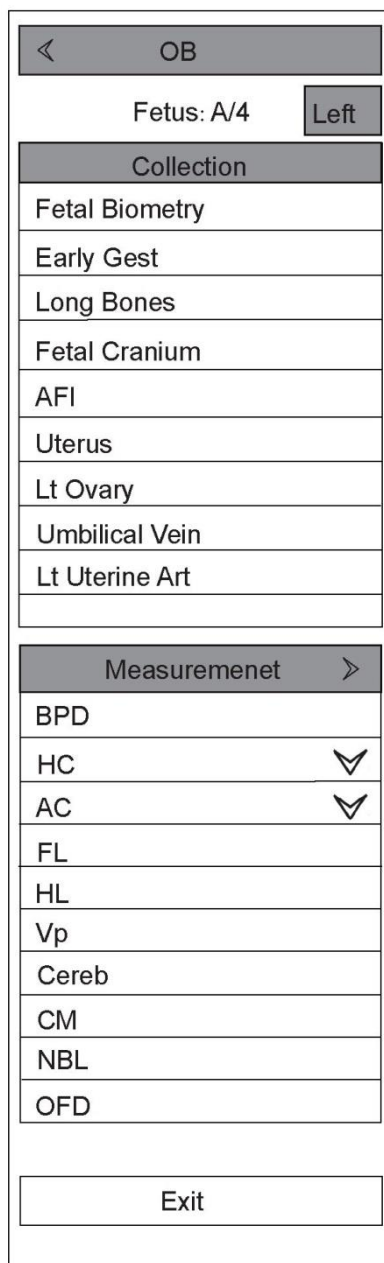 OB
Fetus: A/4 Left
Collection
Fetal Biometry
Early Gest
Long Bones
Fetal Cranium
AFI
Uterus
Lt Ovary
Umbilical Vein
Lt Uterine Art
Measuremenet
BPD
HC
AC
FL
HL
Vp
Cereb
CM
NBL
OFD
Exit